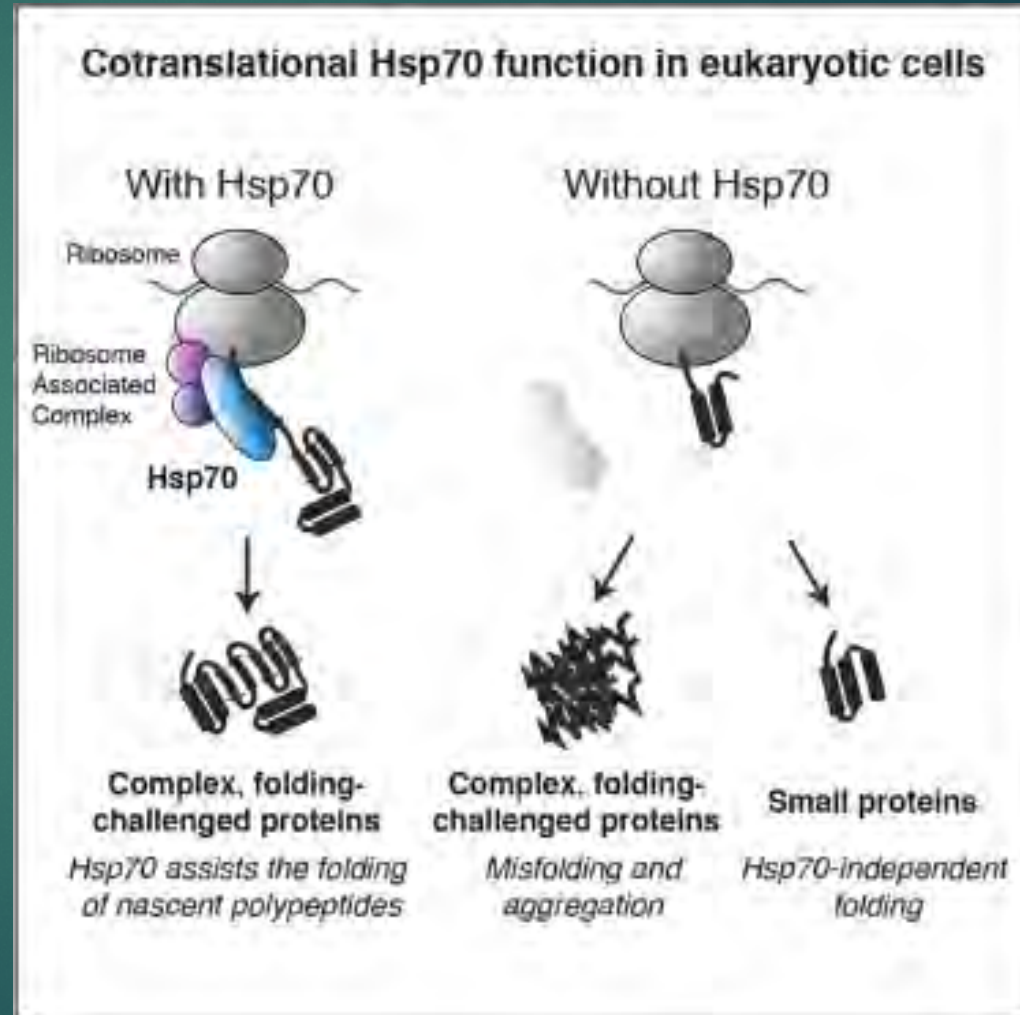 Cotranslational Hsp70 function in eukaryotic cells
With Hsp70
Ribosome
Ribosome
Associated
Complex
Hsp70
Complex, folding-
challenged proteins
Hsp70 assists the folding
of nascent polypeptides
Without Hsp70
Complex, folding-
challenged proteins
Misfolding and
aggregation
Small proteins
Hsp70-independent
folding